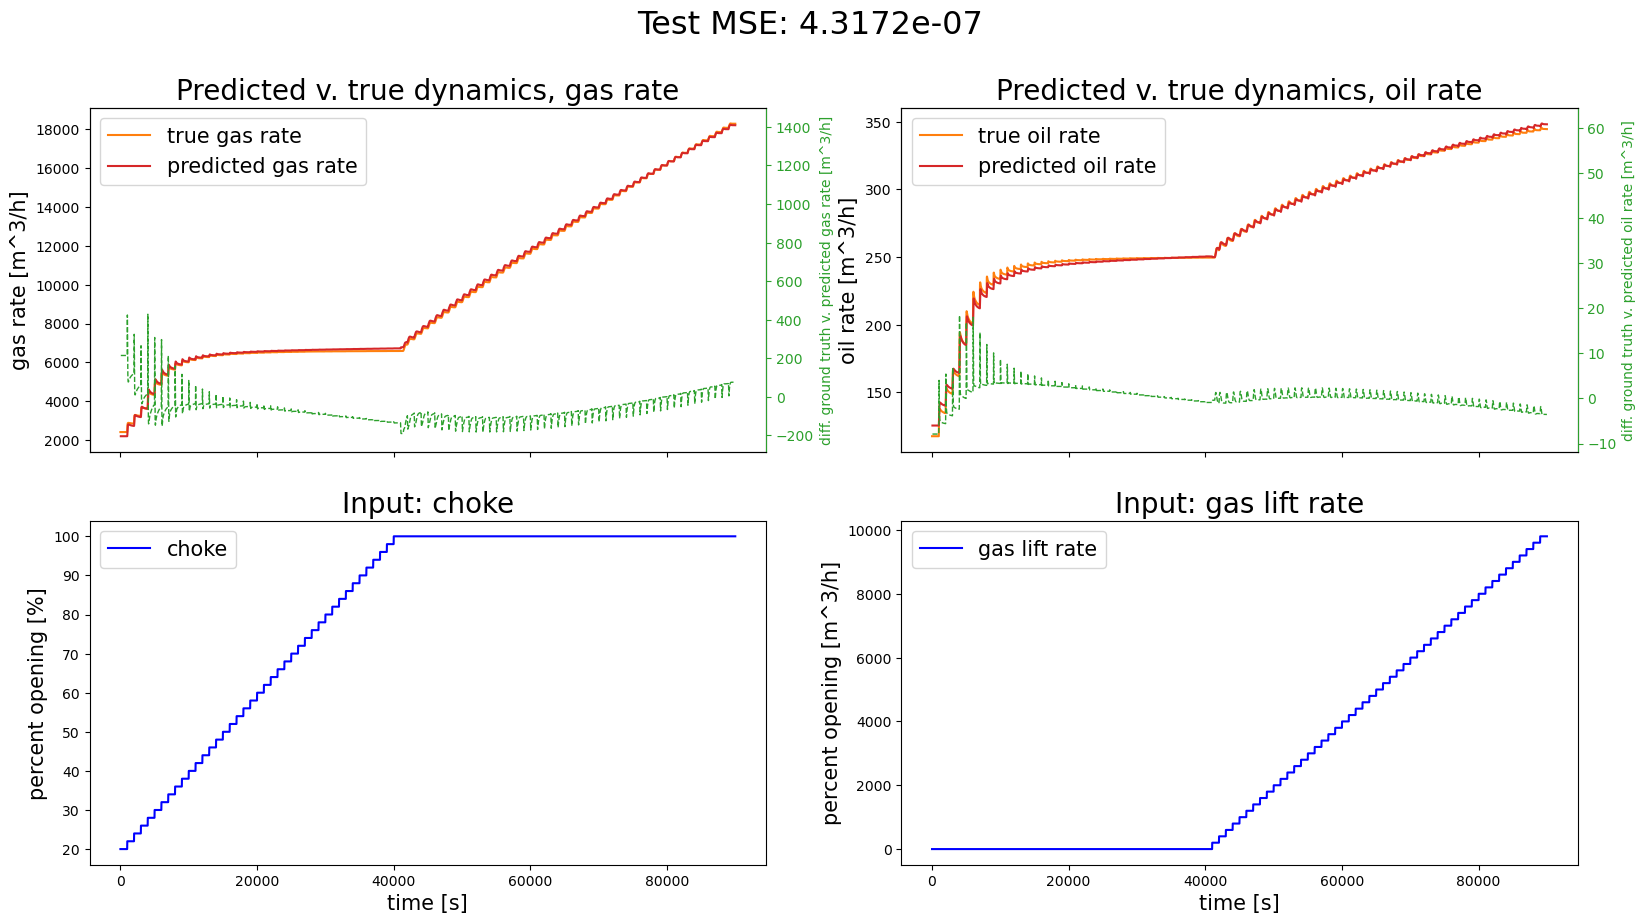 Test MSE: 4.3172e-07
Predicted v. true dynamics, gas rate
true gas rate
predicted gas rate
gas rate [m^3/h]
18000
16000
14000
12000
10000
8000
6000
4000
2000
1400
1200
1000
800
600
400
200
0
−200
diff. ground truth v. predicted gas rate [m^3/h]
Predicted v. true dynamics, oil rate
true oil rate
predicted oil rate
oil rate [m^3/h]
350
300
250
200
150
60
50
40
30
20
10
0
−10
diff. ground truth v. predicted oil rate [m^3/h]
Input: choke
choke
percent opening [%]
100
90
80
70
60
50
40
30
20
0 20000 40000 60000 80000
time [s]
Input: gas lift rate
gas lift rate
percent opening [m^3/h]
10000
8000
6000
4000
2000
0
0 20000 40000 60000 80000
time [s]